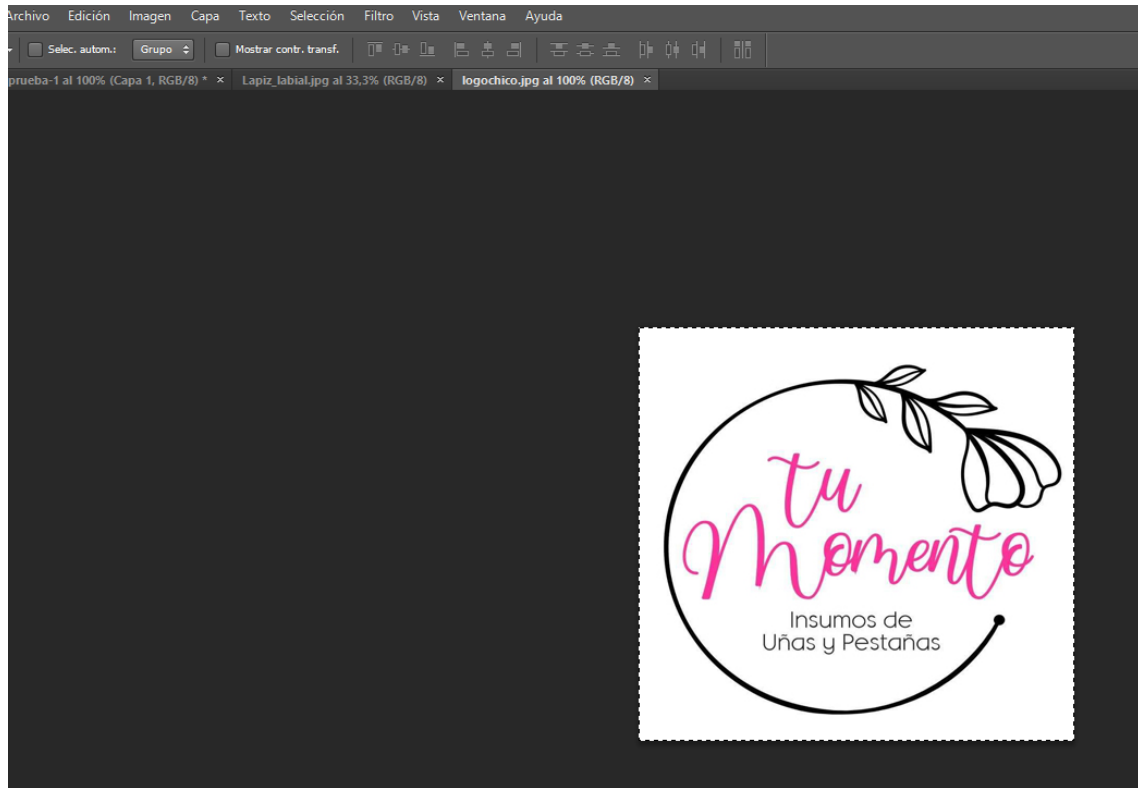 Archivo Edición Imagen Capa Texto Selección Filtro Vista Ventana Ayuda
Selec. autom.: Grupo Mostrar contr. transf.
prueba-1 al 100% (Capa 1, RGB/8) * × Lapiz_labial.jpg al 33,3% (RGB/8) × logochico.jpg al 100% (RGB/8) ×
tu
Momento
Insumos de
Uñas y Pestañas